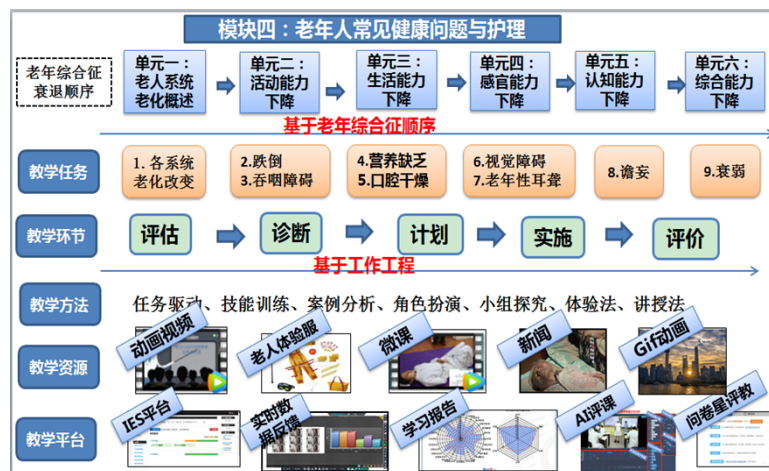 模块四：老年人常见健康问题与护理
老年综合征
衰退顺序
单元一：
老人系统
老化概述
单元二：
活动能力
下降
单元三：
生活能力
下降
单元四：
感官能力
下降
单元五：
认知能力
下降
单元六：
综合能力
下降
基于老年综合征顺序
教学任务
1. 各系统
老化改变
2.跌倒
3.吞咽障碍
4.营养缺乏
5.口腔干燥
6.视觉障碍
7.老年性耳聋
8.谵妄
9.衰弱
教学环节
评估
诊断
计划
实施
评价
基于工作工程
教学方法
任务驱动、技能训练、案例分析、角色扮演、小组探究、体验法、讲授法
教学资源
动画视频
老人体验服
微课
新闻
Gif动画
教学平台
IES平台
实时数
据反馈
学习报告
AI评课
问卷星评教